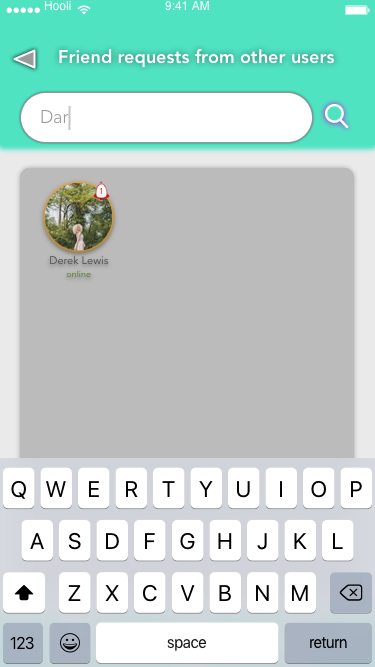 Hooli 9:41 AM
Friend requests from other users
Dar
1
Derek Lewis
online
Q W E R T Y U I O P
A S D F G H J K L
Z X C V B N M
123 space return